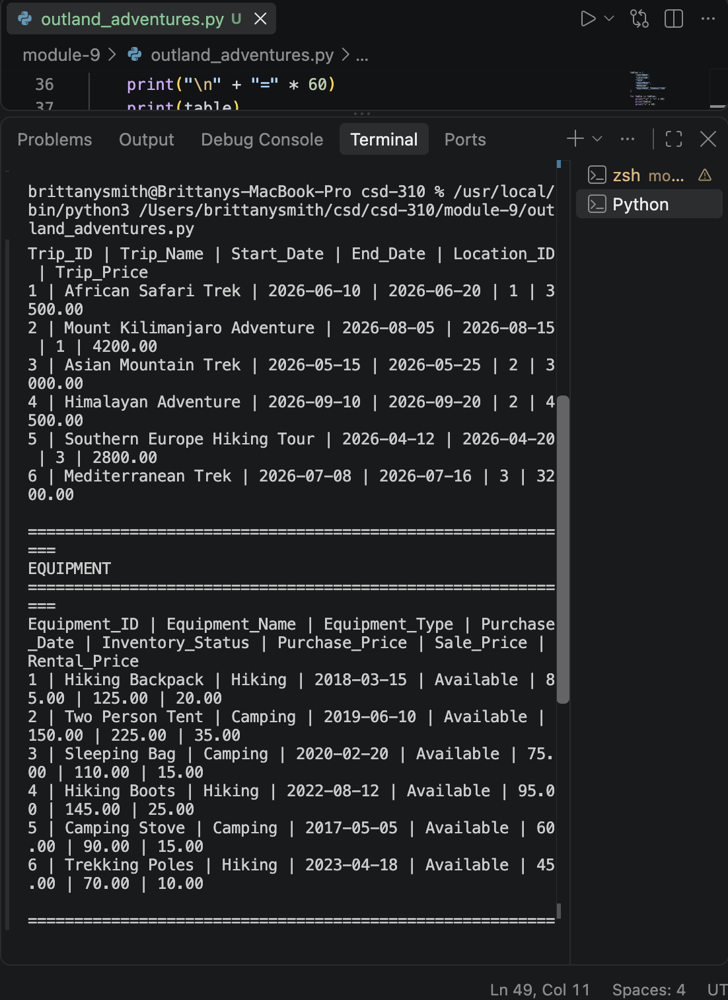 outland_adventures.py U
module-9 > outland_adventures.py > ...
36 print("\n" + "=" * 60)
37 print(table)
Problems Output Debug Console Terminal Ports
zsh mo...
Python
brittanysmith@Brittanys-MacBook-Pro csd-310 % /usr/local/
bin/python3 /Users/brittanysmith/csd/csd-310/module-9/out
land_adventures.py
Trip_ID | Trip_Name | Start_Date | End_Date | Location_ID
 | Trip_Price
1 | African Safari Trek | 2026-06-10 | 2026-06-20 | 1 | 3
500.00
2 | Mount Kilimanjaro Adventure | 2026-08-05 | 2026-08-15
 | 1 | 4200.00
3 | Asian Mountain Trek | 2026-05-15 | 2026-05-25 | 2 | 3
000.00
4 | Himalayan Adventure | 2026-09-10 | 2026-09-20 | 2 | 4
500.00
5 | Southern Europe Hiking Tour | 2026-04-12 | 2026-04-20
 | 3 | 2800.00
6 | Mediterranean Trek | 2026-07-08 | 2026-07-16 | 3 | 32
00.00
=========================================================
===
EQUIPMENT
=========================================================
===
Equipment_ID | Equipment_Name | Equipment_Type | Purchase
_Date | Inventory_Status | Purchase_Price | Sale_Price |
Rental_Price
1 | Hiking Backpack | Hiking | 2018-03-15 | Available | 8
5.00 | 125.00 | 20.00
2 | Two Person Tent | Camping | 2019-06-10 | Available |
150.00 | 225.00 | 35.00
3 | Sleeping Bag | Camping | 2020-02-20 | Available | 75.
00 | 110.00 | 15.00
4 | Hiking Boots | Hiking | 2022-08-12 | Available | 95.0
0 | 145.00 | 25.00
5 | Camping Stove | Camping | 2017-05-05 | Available | 60
.00 | 90.00 | 15.00
6 | Trekking Poles | Hiking | 2023-04-18 | Available | 45
.00 | 70.00 | 10.00
=========================================================
Ln 49, Col 11 Spaces: 4 UT